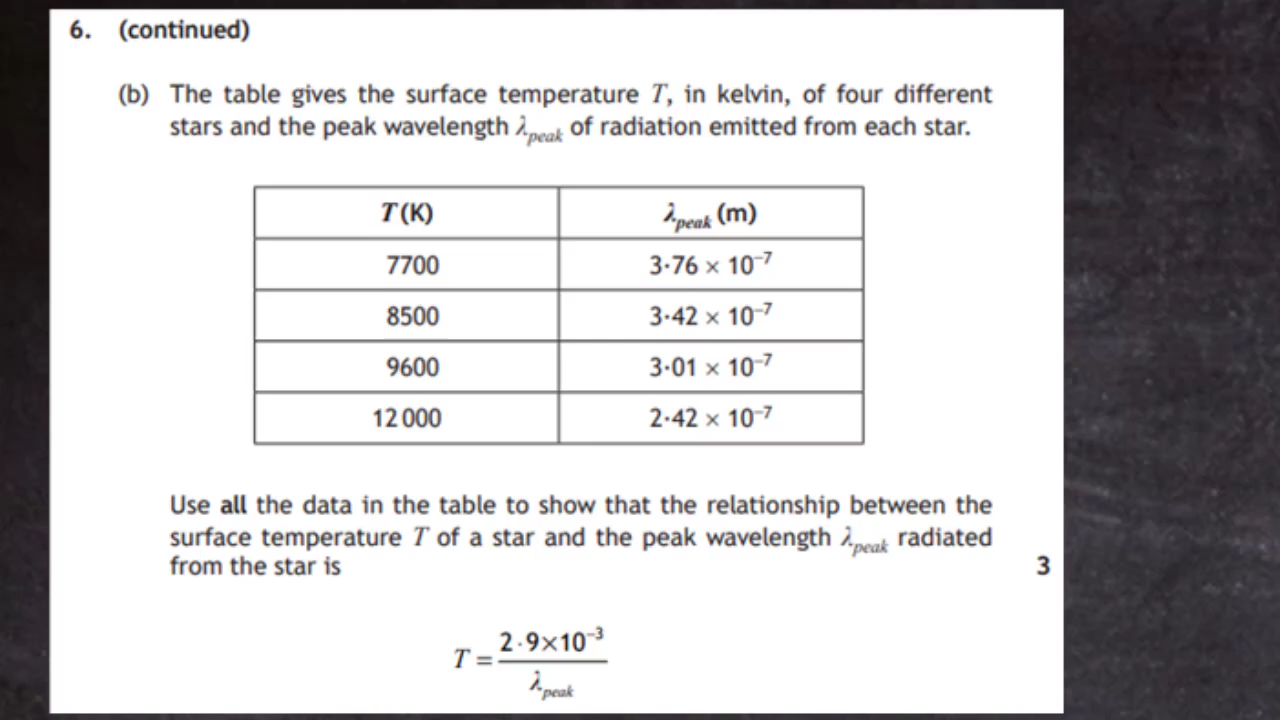 6. (continued)
(b) The table gives the surface temperature T, in kelvin, of four different
stars and the peak wavelength λpeak of radiation emitted from each star.
T (K) λpeak (m)
7700 3·76 × 10⁻⁷
8500 3·42 × 10⁻⁷
9600 3·01 × 10⁻⁷
12 000 2·42 × 10⁻⁷
Use all the data in the table to show that the relationship between the
surface temperature T of a star and the peak wavelength λpeak radiated
from the star is
3
T = 2·9×10⁻³
λpeak